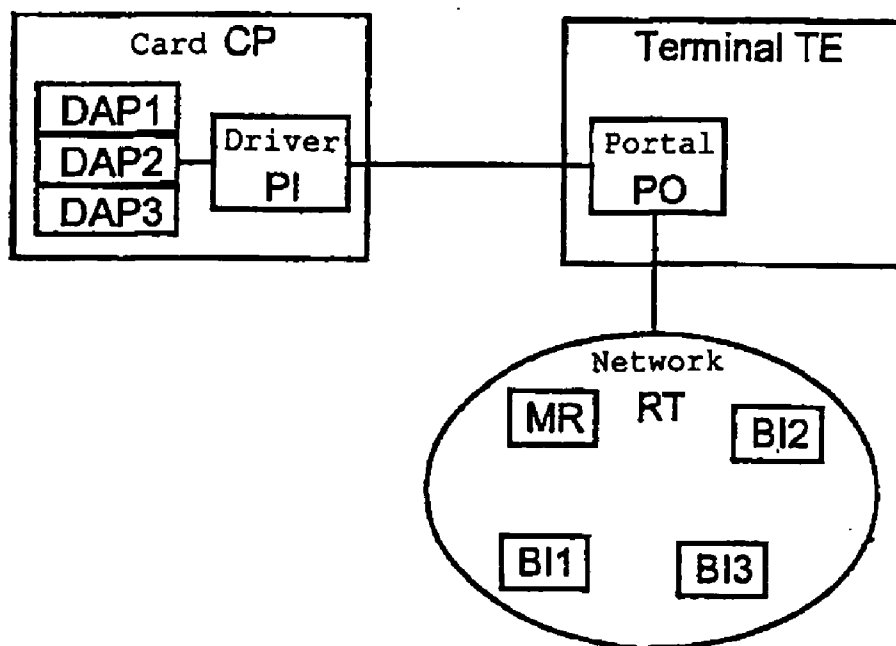 Card CP
DAP1
DAP2
DAP3
Driver
PI
Terminal TE
Portal
PO
Network
RT
MR
BI2
BI1
BI3